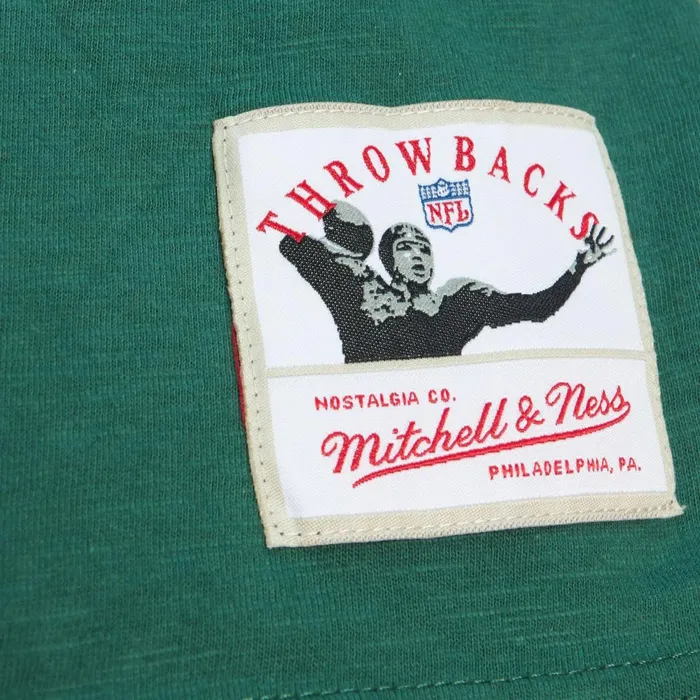 THROWBACKS
NFL
NOSTALGIA CO.
Mitchell & Ness
PHILADELPHIA, PA.